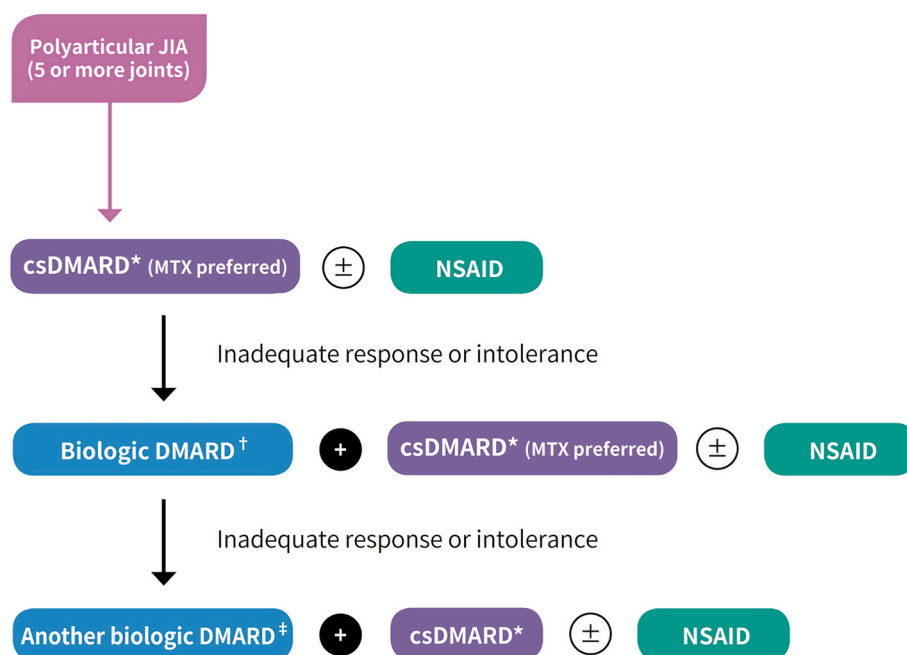 Polyarticular JIA
(5 or more joints)
csDMARD* (MTX preferred) ± NSAID
Inadequate response or intolerance
Biologic DMARD† + csDMARD* (MTX preferred) ± NSAID
Inadequate response or intolerance
Another biologic DMARD‡ + csDMARD* ± NSAID